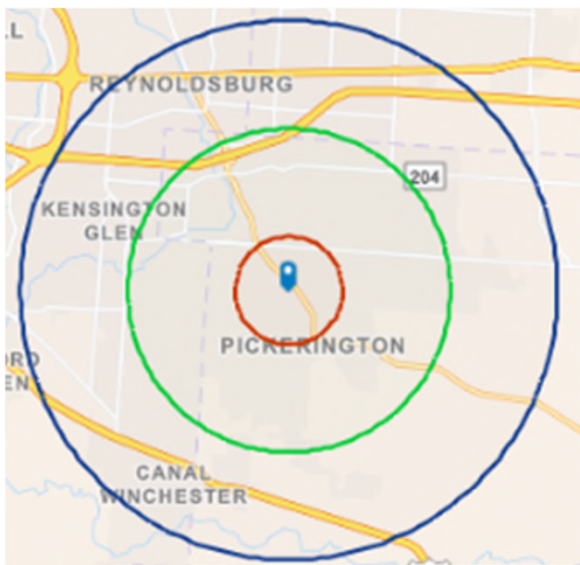 REYNOLDSBURG
204
KENSINGTON
GLEN
PICKERINGTON
CANAL
WINCHESTER